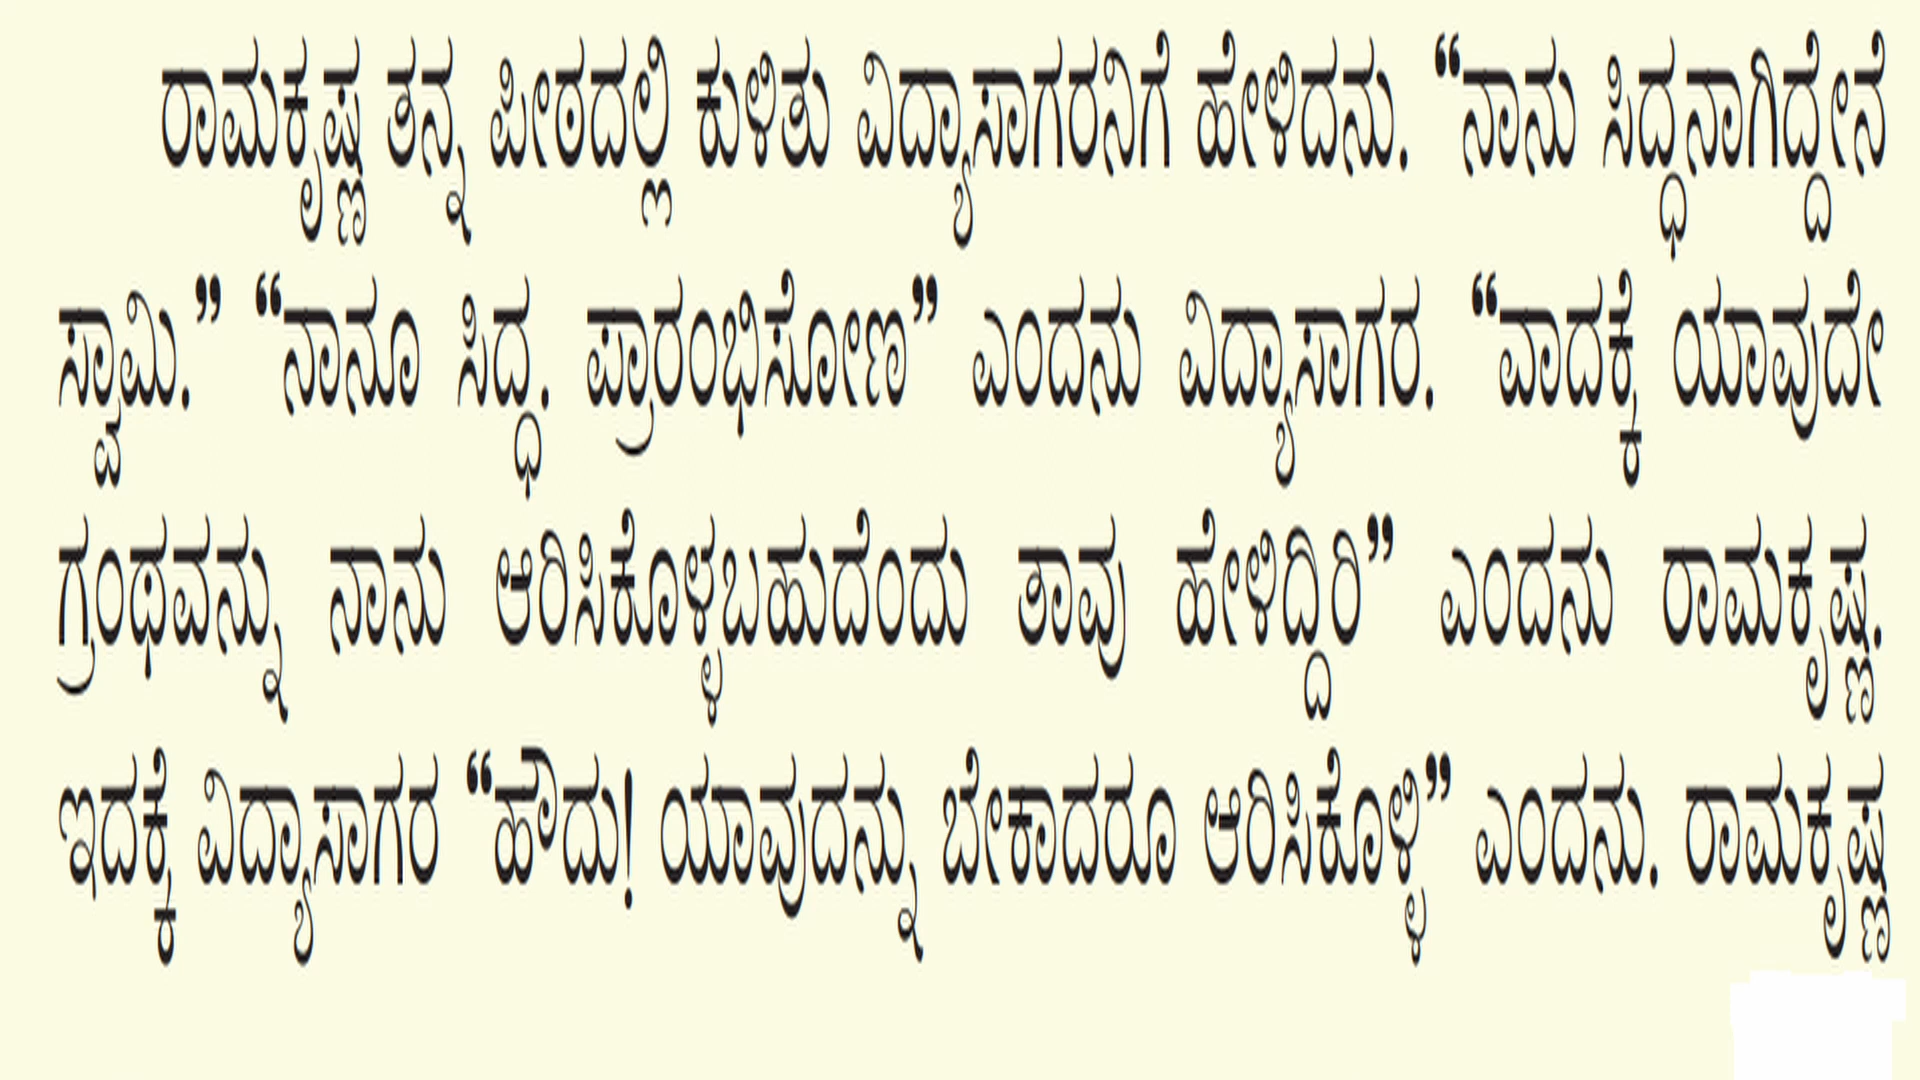 ರಾಮಕೃಷ್ಣ ತನ್ನ ಪೀಠದಲ್ಲಿ ಕುಳಿತು ವಿದ್ಯಾಸಾಗರನಿಗೆ ಹೇಳಿದನು. “ನಾನು ಸಿದ್ಧನಾಗಿದ್ದೇನೆ
ಸ್ವಾಮಿ.” “ನಾನೂ ಸಿದ್ಧ. ಪ್ರಾರಂಭಿಸೋಣ” ಎಂದನು ವಿದ್ಯಾಸಾಗರ. “ವಾದಕ್ಕೆ ಯಾವುದೇ
ಗ್ರಂಥವನ್ನು ನಾನು ಆರಿಸಿಕೊಳ್ಳಬಹುದೆಂದು ತಾವು ಹೇಳಿದ್ದಿರಿ” ಎಂದನು ರಾಮಕೃಷ್ಣ.
ಇದಕ್ಕೆ ವಿದ್ಯಾಸಾಗರ “ಹೌದು! ಯಾವುದನ್ನು ಬೇಕಾದರೂ ಆರಿಸಿಕೊಳ್ಳಿ” ಎಂದನು. ರಾಮಕೃಷ್ಣ